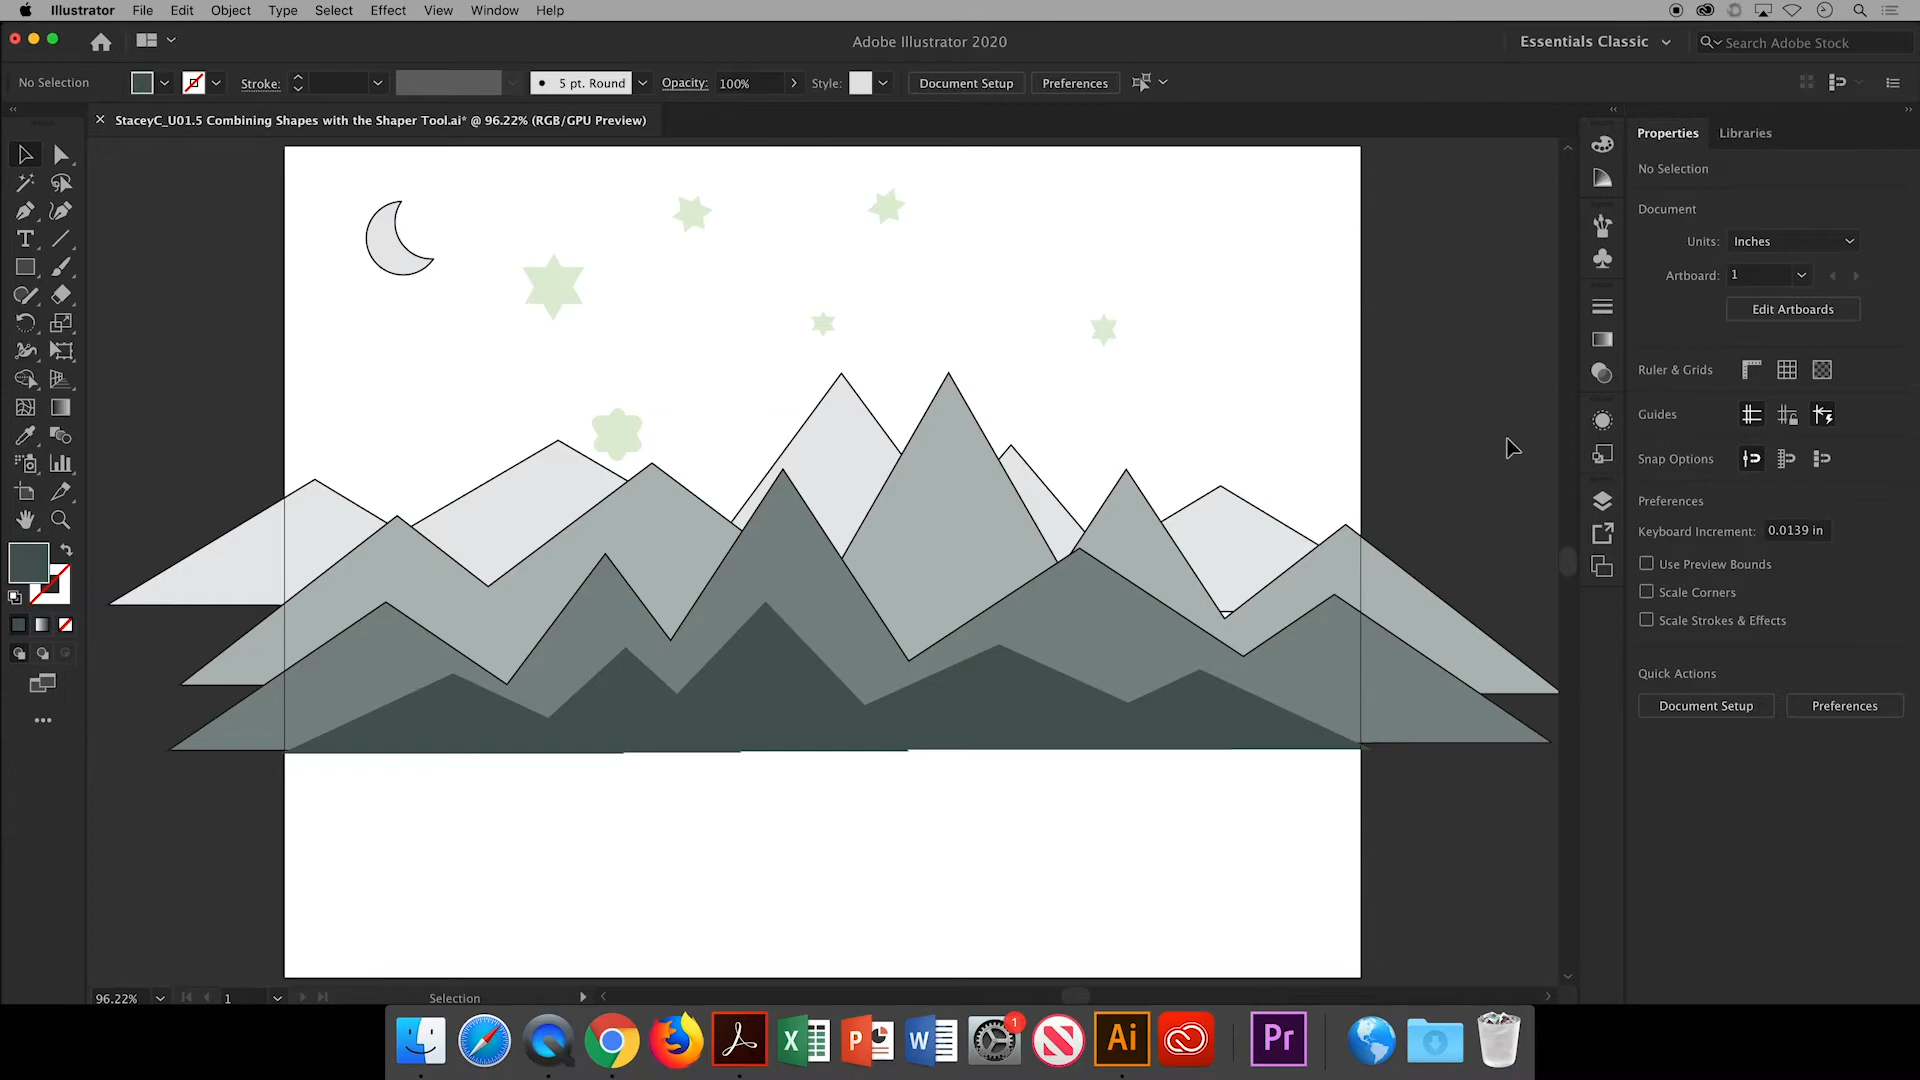 Illustrator File Edit Object Type Select Effect View Window Help
Adobe Illustrator 2020
Essentials Classic
Search Adobe Stock
No Selection
Stroke:
5 pt. Round
Opacity: 100%
Style:
Document Setup
Preferences
StaceyC_U01.5 Combining Shapes with the Shaper Tool.ai* @ 96.22% (RGB/GPU Preview)
Properties
Libraries
No Selection
Document
Units: Inches
Artboard: 1
Edit Artboards
Ruler & Grids
Guides
Snap Options
Preferences
Keyboard Increment: 0.0139 in
Use Preview Bounds
Scale Corners
Scale Strokes & Effects
Quick Actions
Document Setup
Preferences
96.22%
1
Selection
1
X
P
W
N
Ai
Pr